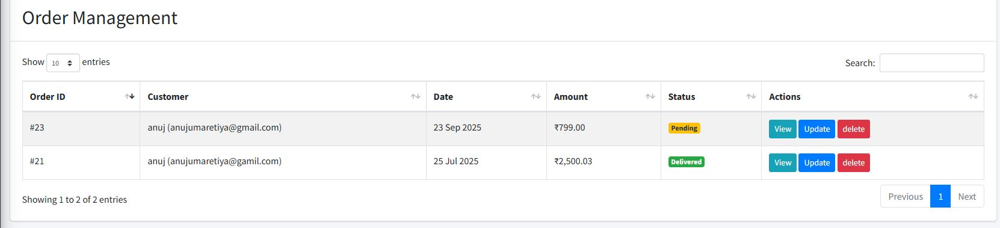 Order Management
Show 10 entries Search:
Order ID Customer Date Amount Status Actions
#23 anuj (anujumaretiya@gmail.com) 23 Sep 2025 ₹799.00 Pending View Update delete
#21 anuj (anujumaretiya@gamil.com) 25 Jul 2025 ₹2,500.03 Delivered View Update delete
Showing 1 to 2 of 2 entries Previous 1 Next